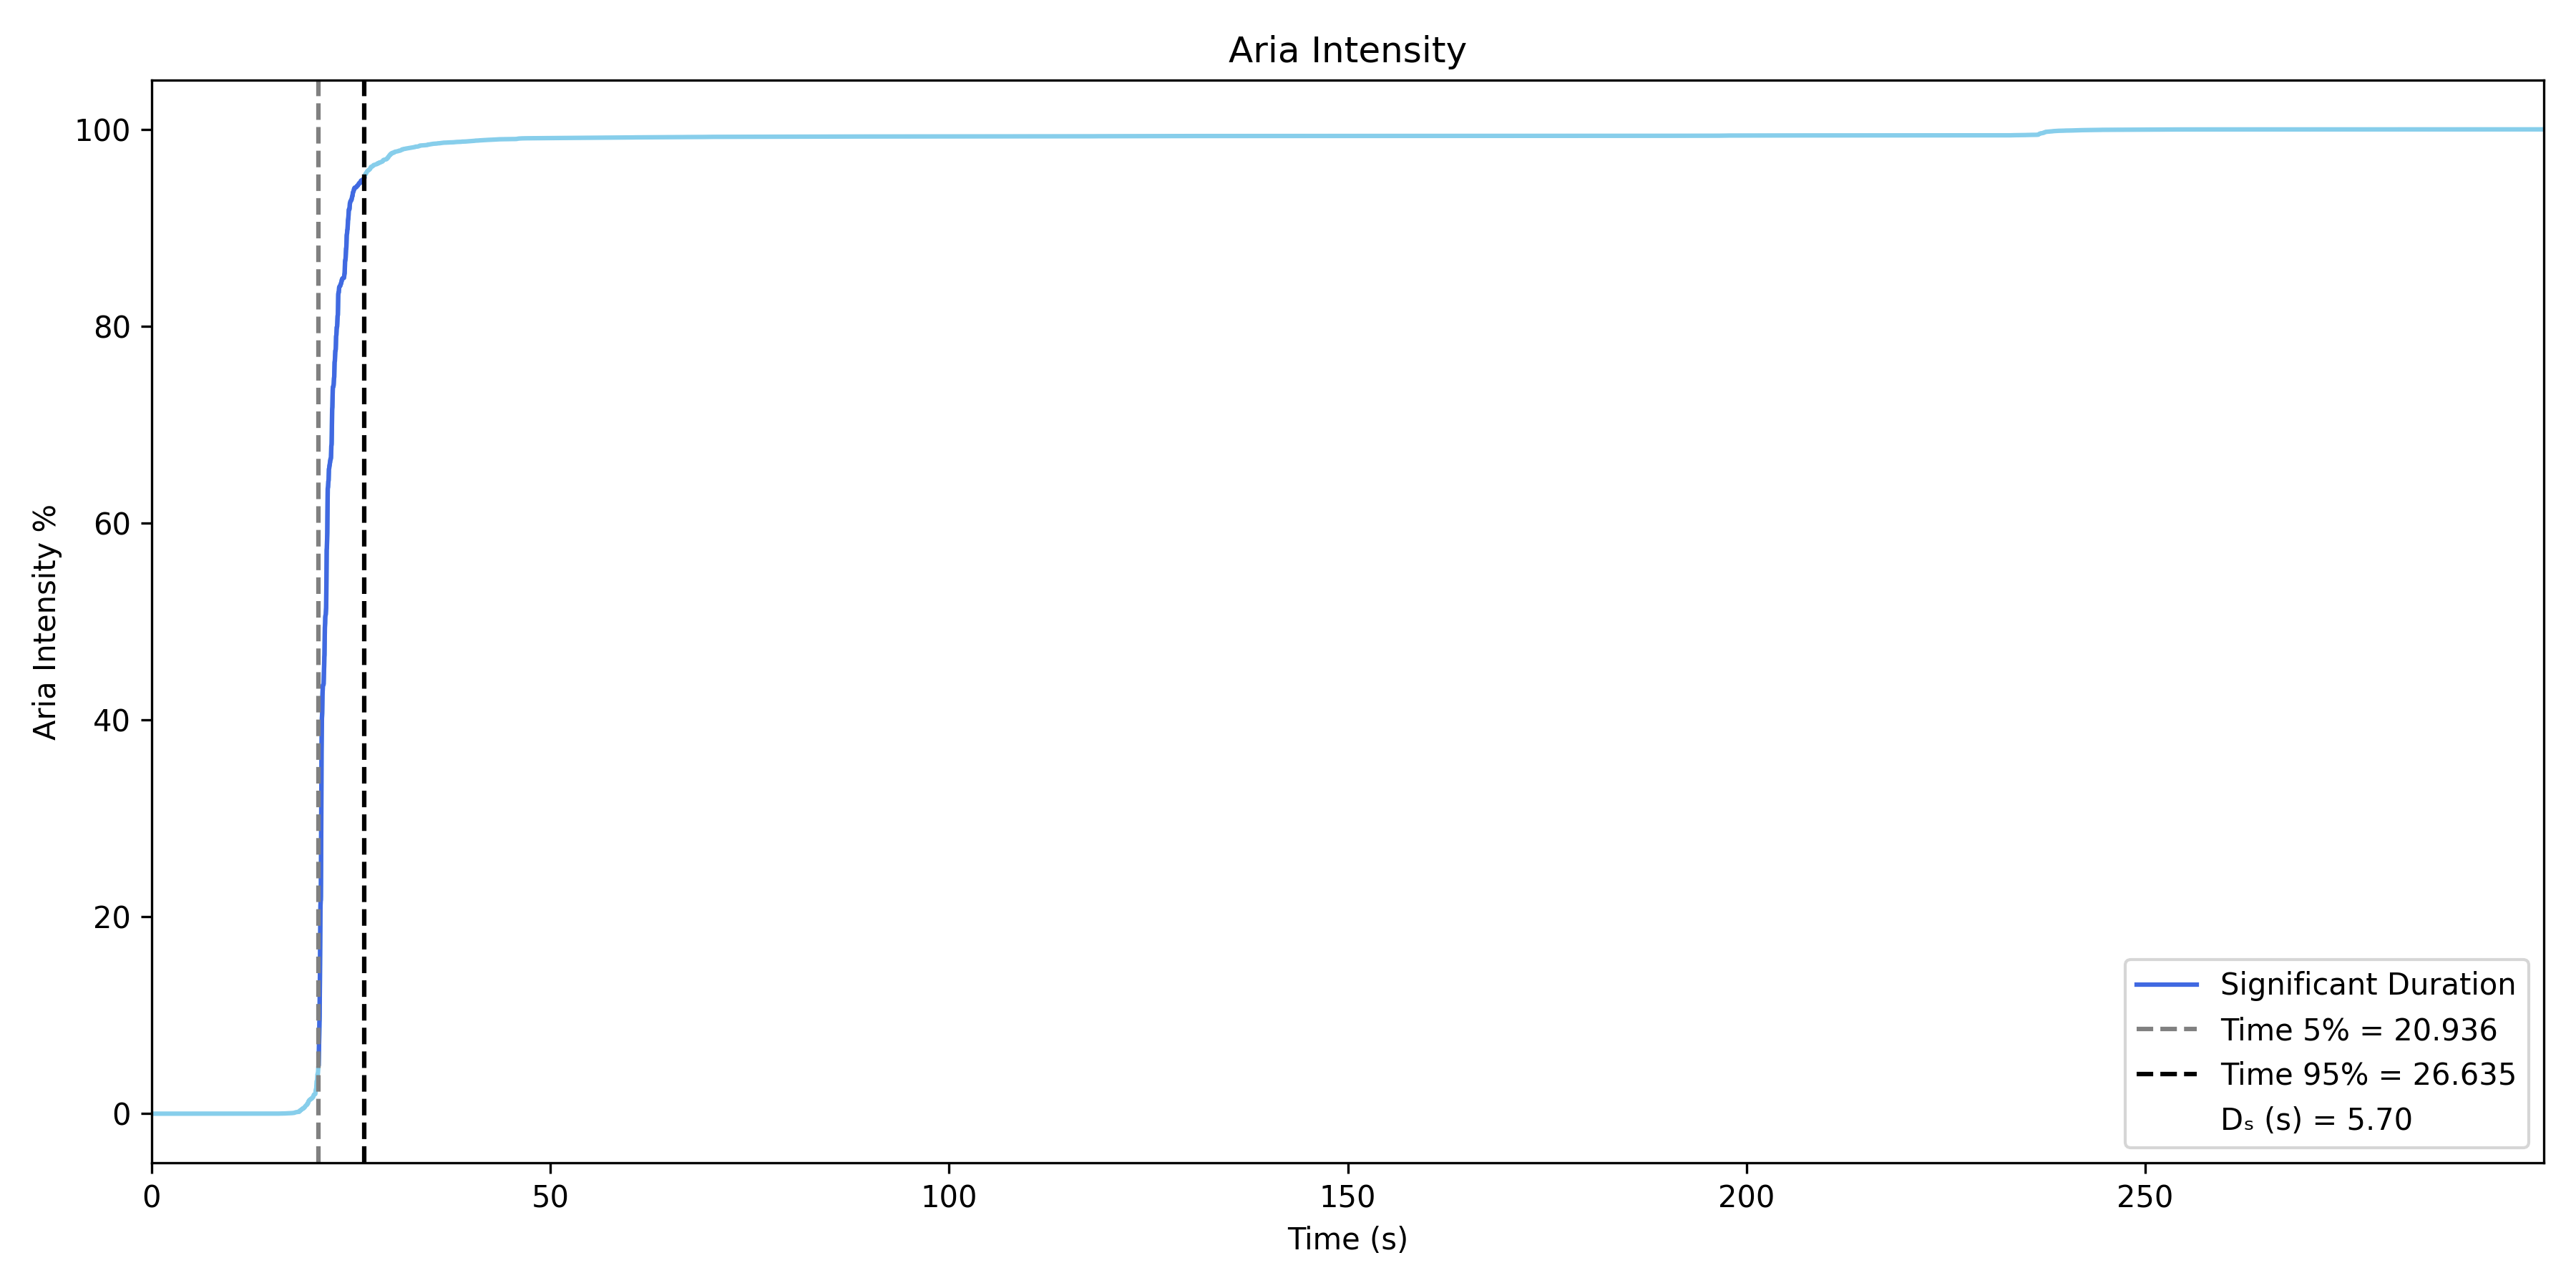 Aria Intensity
Aria Intensity %
100
80
60
40
20
0
0 50 100 150 200 250
Time (s)
Significant Duration
Time 5% = 20.936
Time 95% = 26.635
Dₛ (s) = 5.70